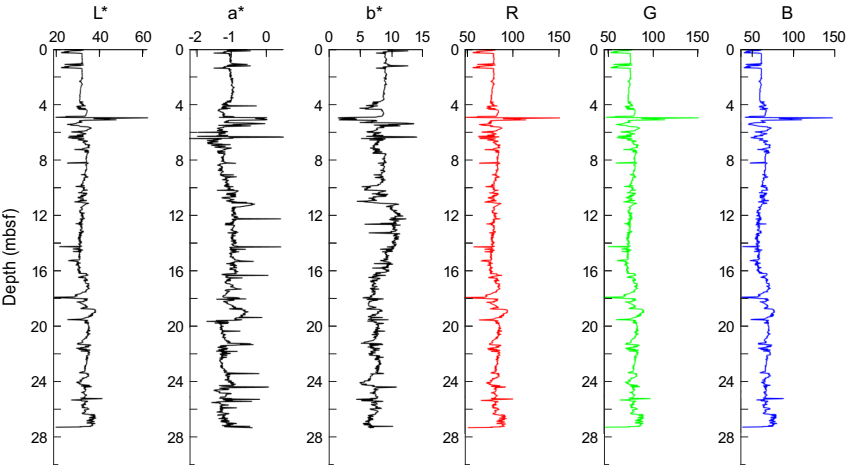 L* a* b* R G B
20 40 60 -2 -1 0 0 5 10 15 50 100 150 50 100 150 50 100 150
0 0 0 0 0 0
4 4 4 4 4 4
8 8 8 8 8 8
12 12 12 12 12 12
Depth (mbsf)
16 16 16 16 16 16
20 20 20 20 20 20
24 24 24 24 24 24
28 28 28 28 28 28